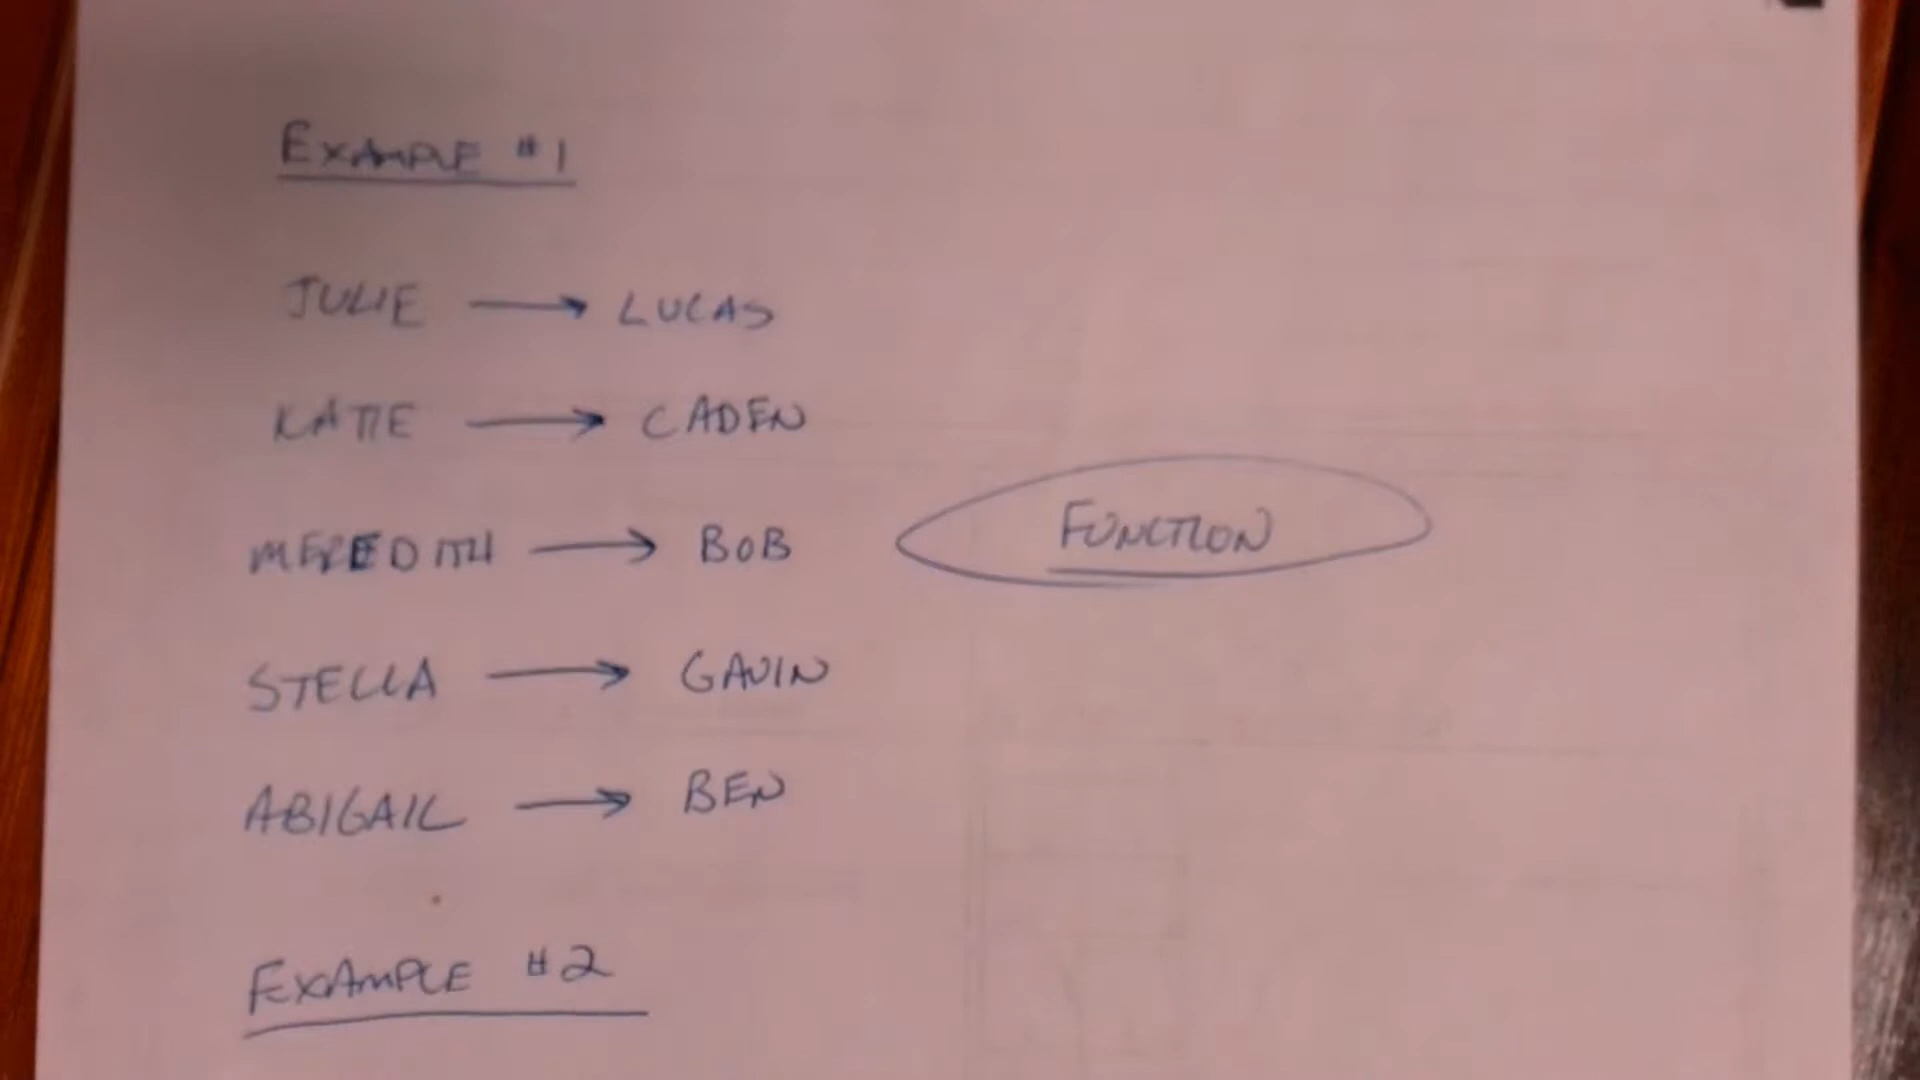 EXAMPLE #1
JULIE → LUCAS
KATIE → CADEN
MEREDITH → BOB
FUNCTION
STELLA → GAVIN
ABIGAIL → BEN
EXAMPLE #2